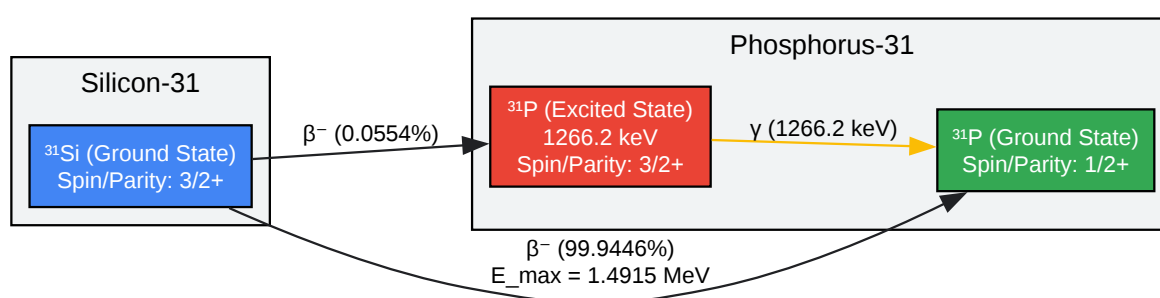 Silicon-31
³¹Si (Ground State)
Spin/Parity: 3/2+
β⁻ (0.0554%)
Phosphorus-31
³¹P (Excited State)
1266.2 keV
Spin/Parity: 3/2+
γ (1266.2 keV)
³¹P (Ground State)
Spin/Parity: 1/2+
β⁻ (99.9446%)
E_max = 1.4915 MeV